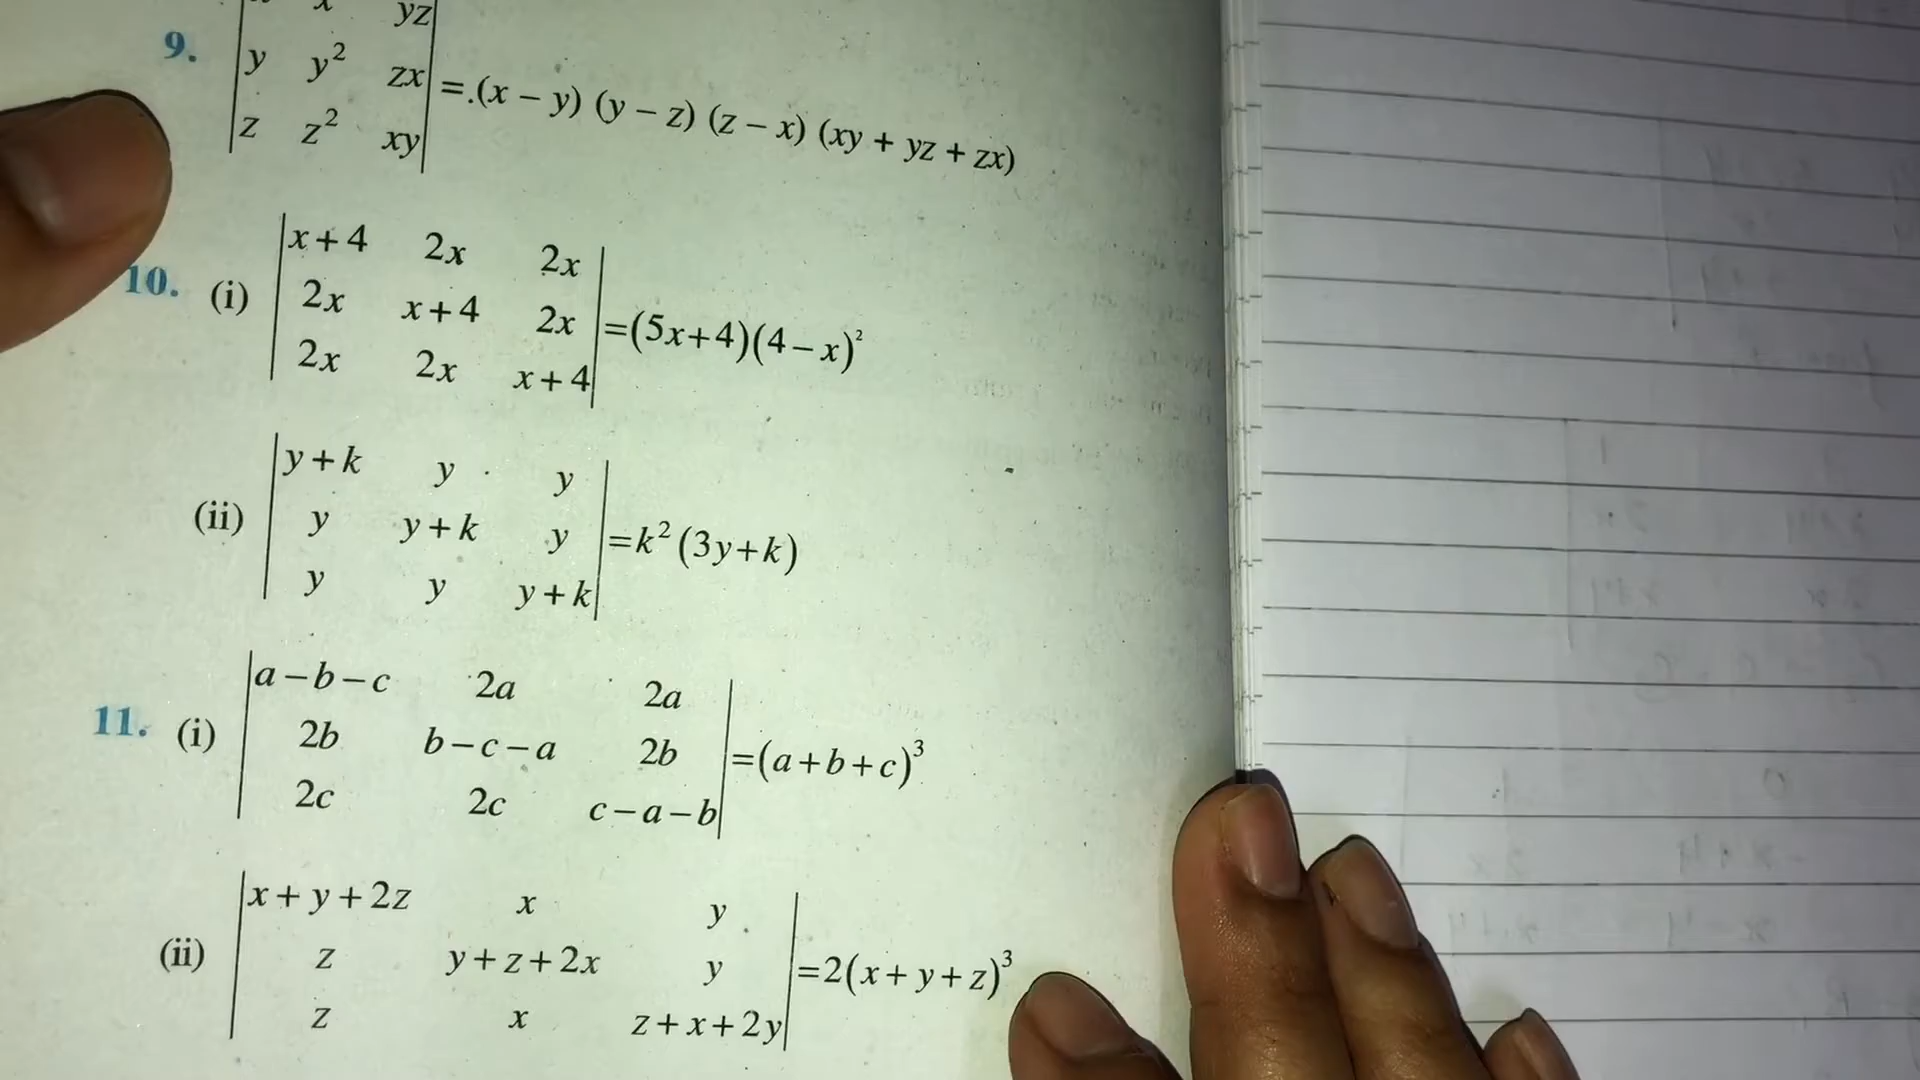 x yz
9. y y² zx = (x – y) (y – z) (z – x) (xy + yz + zx)
z z² xy
x+4 2x 2x
10. (i) 2x x+4 2x =(5x+4)(4–x)²
2x 2x x+4
y+k y y
(ii) y y+k y =k²(3y+k)
y y y+k
a–b–c 2a 2a
11. (i) 2b b–c–a 2b =(a+b+c)³
2c 2c c–a–b
x+y+2z x y
(ii) z y+z+2x y =2(x+y+z)³
z x z+x+2y